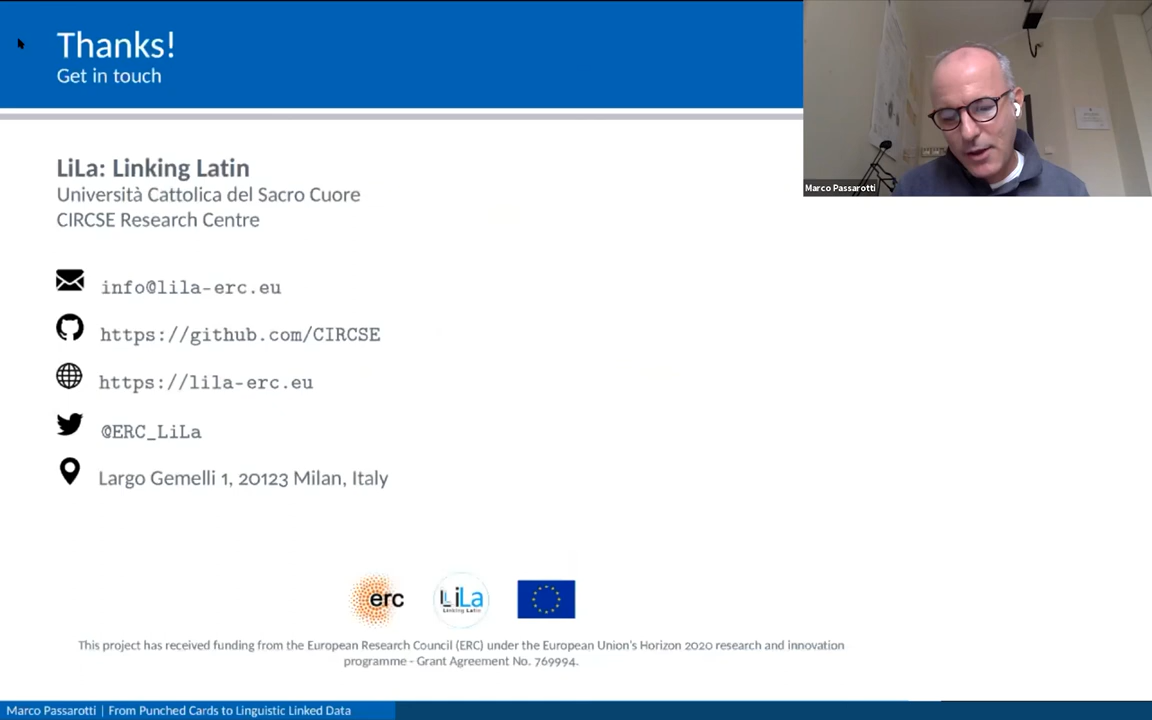 Thanks!
Get in touch
Marco Passarotti
LiLa: Linking Latin
Università Cattolica del Sacro Cuore
CIRCSE Research Centre
info@lila-erc.eu
https://github.com/CIRCSE
https://lila-erc.eu
@ERC_LiLa
Largo Gemelli 1, 20123 Milan, Italy
erc
LiLa
Linking Latin
This project has received funding from the European Research Council (ERC) under the European Union's Horizon 2020 research and innovation
programme - Grant Agreement No. 769994.
Marco Passarotti | From Punched Cards to Linguistic Linked Data